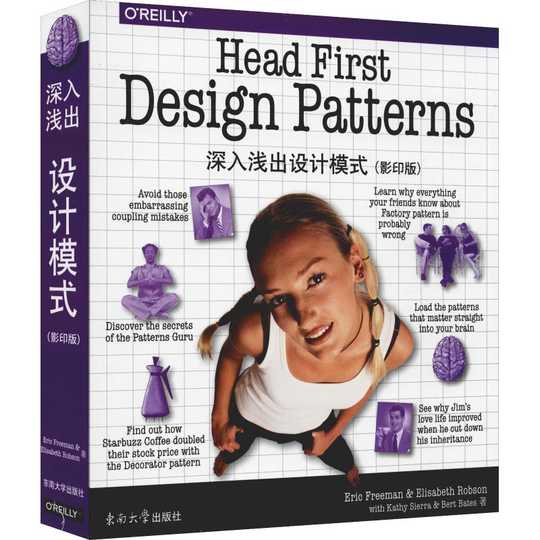 O'REILLY®
Head First
Design Patterns
深入浅出设计模式(影印版)
Avoid those
embarrassing
coupling mistakes
Learn why everything
your friends know about
Factory pattern is
probably
wrong
Discover the secrets
of the Patterns Guru
Load the patterns
that matter straight
into your brain
Find out how
Starbuzz Coffee doubled
their stock price with
the Decorator pattern
See why Jim's
love life improved
when he cut down
his inheritance
Eric Freeman & Elisabeth Robson
with Kathy Sierra & Bert Bates 著
东南大学出版社
深入
浅出
设计模式
(影印版)
Eric Freeman &
Elisabeth Robson 著
东南大学出版社
O'REILLY®